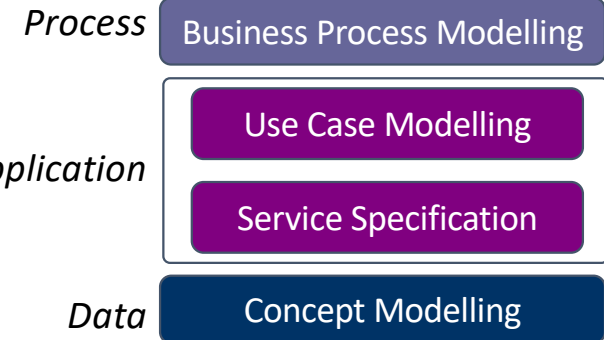 Process
Business Process Modelling
Use Case Modelling
pplication
Service Specification
Data
Concept Modelling